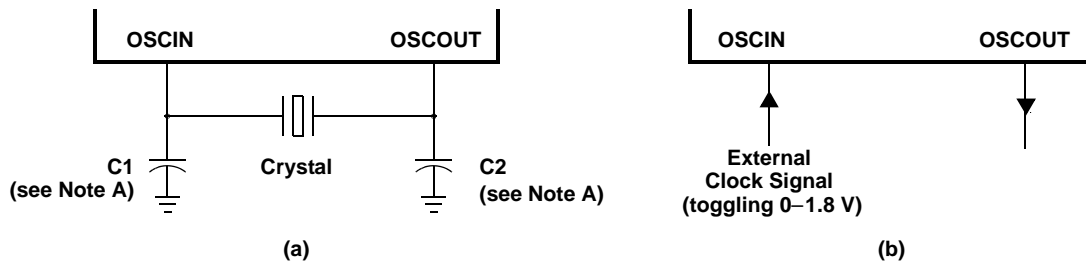 OSCIN OSCOUT
C1
(see Note A)
Crystal
C2
(see Note A)
(a)
OSCIN OSCOUT
External
Clock Signal
(toggling 0–1.8 V)
(b)